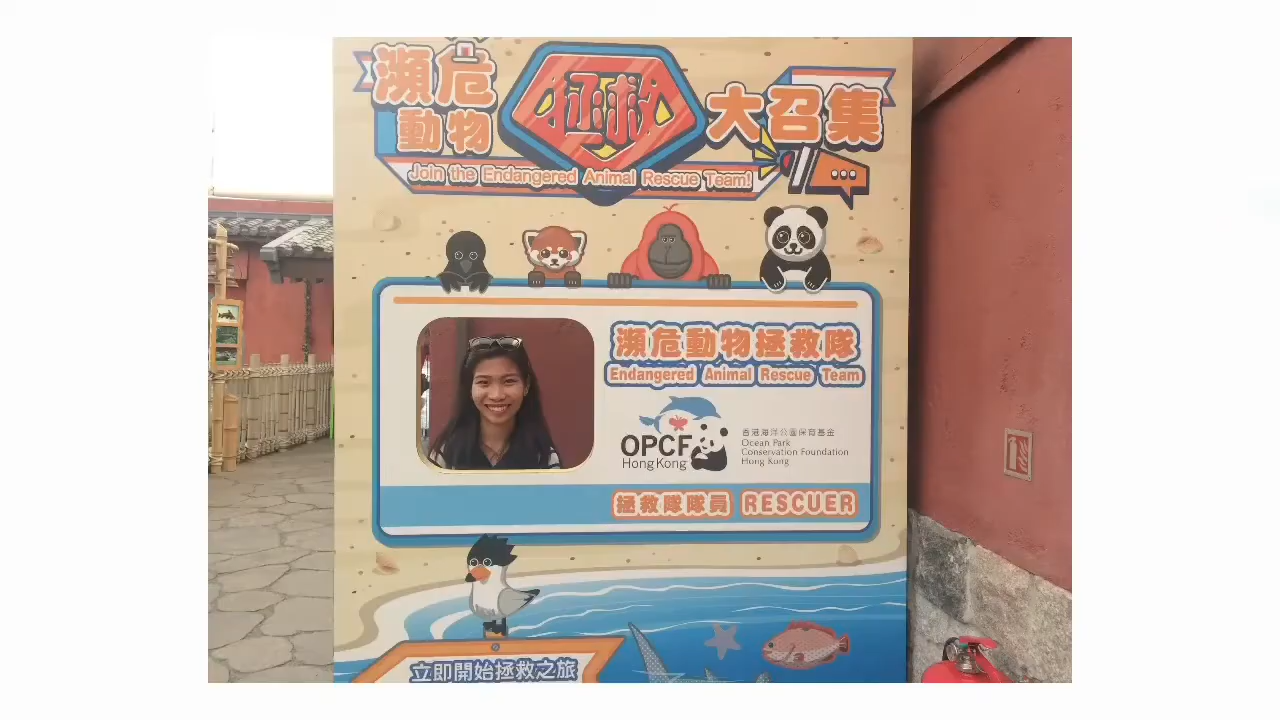 瀕危
動物
拯救
大召集
Join the Endangered Animal Rescue Team!
瀕危動物拯救隊
Endangered Animal Rescue Team
OPCF
Hong Kong
香港海洋公園保育基金
Ocean Park
Conservation Foundation
Hong Kong
拯救隊隊員 RESCUER
立即開始拯救之旅